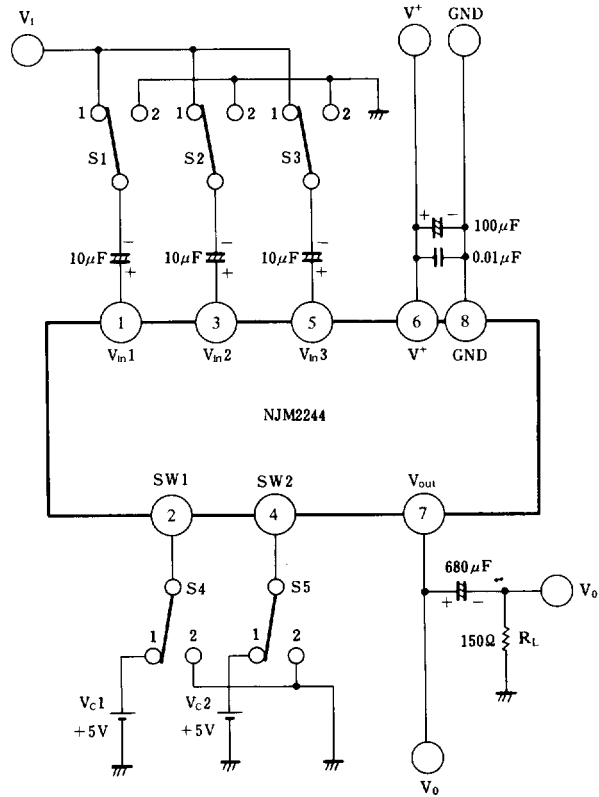 V₁ V⁺ GND
1 2 1 2 1 2
S1 S2 S3
+ − 100μF
− − −
10μF 10μF 10μF 0.01μF
+ + +
1 3 5 6 8
Vin1 Vin2 Vin3 V⁺ GND
NJM2244
SW1 SW2 Vout
2 4 7
680μF
S4 S5 + − V₀
1 2 1 2 150Ω RL
VC1 VC2
+5V +5V
V₀